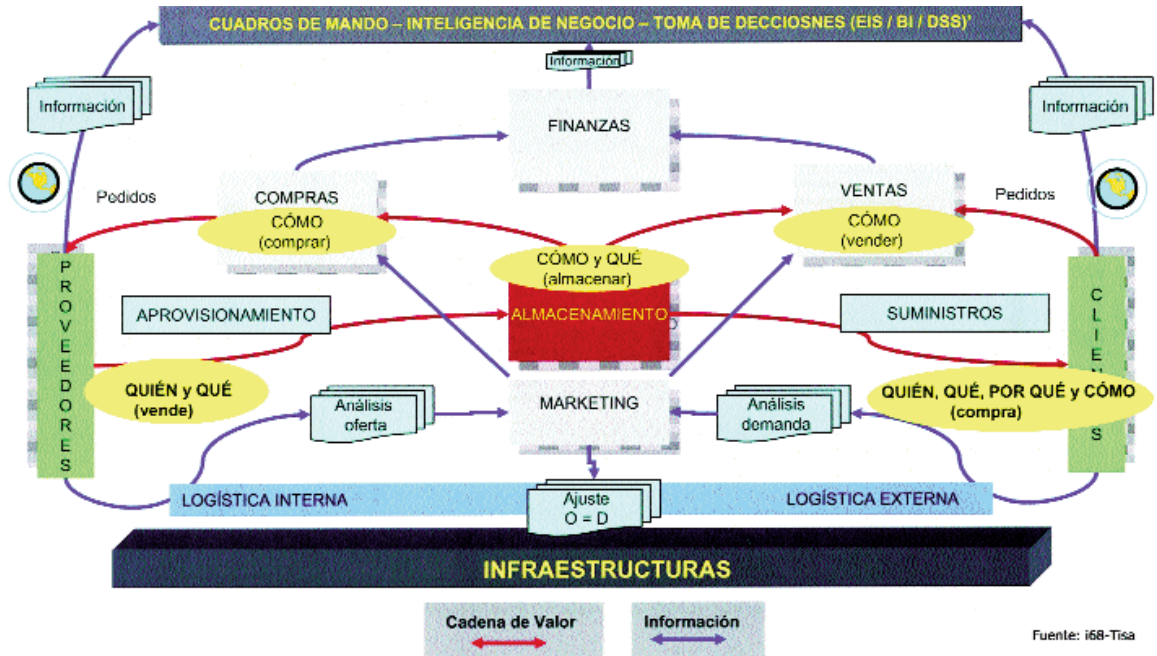 CUADROS DE MANDO – INTELIGENCIA DE NEGOCIO – TOMA DE DECCIOSNES (EIS / BI / DSS)'
Información
Información
Información
FINANZAS
Pedidos
COMPRAS
CÓMO
(comprar)
VENTAS
CÓMO
(vender)
Pedidos
CÓMO y QUÉ
(almacenar)
PROVEEDORES
APROVISIONAMIENTO
ALMACENAMIENTO
SUMINISTROS
CLIENTES
QUIÉN y QUÉ
(vende)
QUIÉN, QUÉ, POR QUÉ y CÓMO
(compra)
Análisis
oferta
MARKETING
Análisis
demanda
LOGÍSTICA INTERNA
Ajuste
O = D
LOGÍSTICA EXTERNA
INFRAESTRUCTURAS
Cadena de Valor
Información
Fuente: i68-Tisa